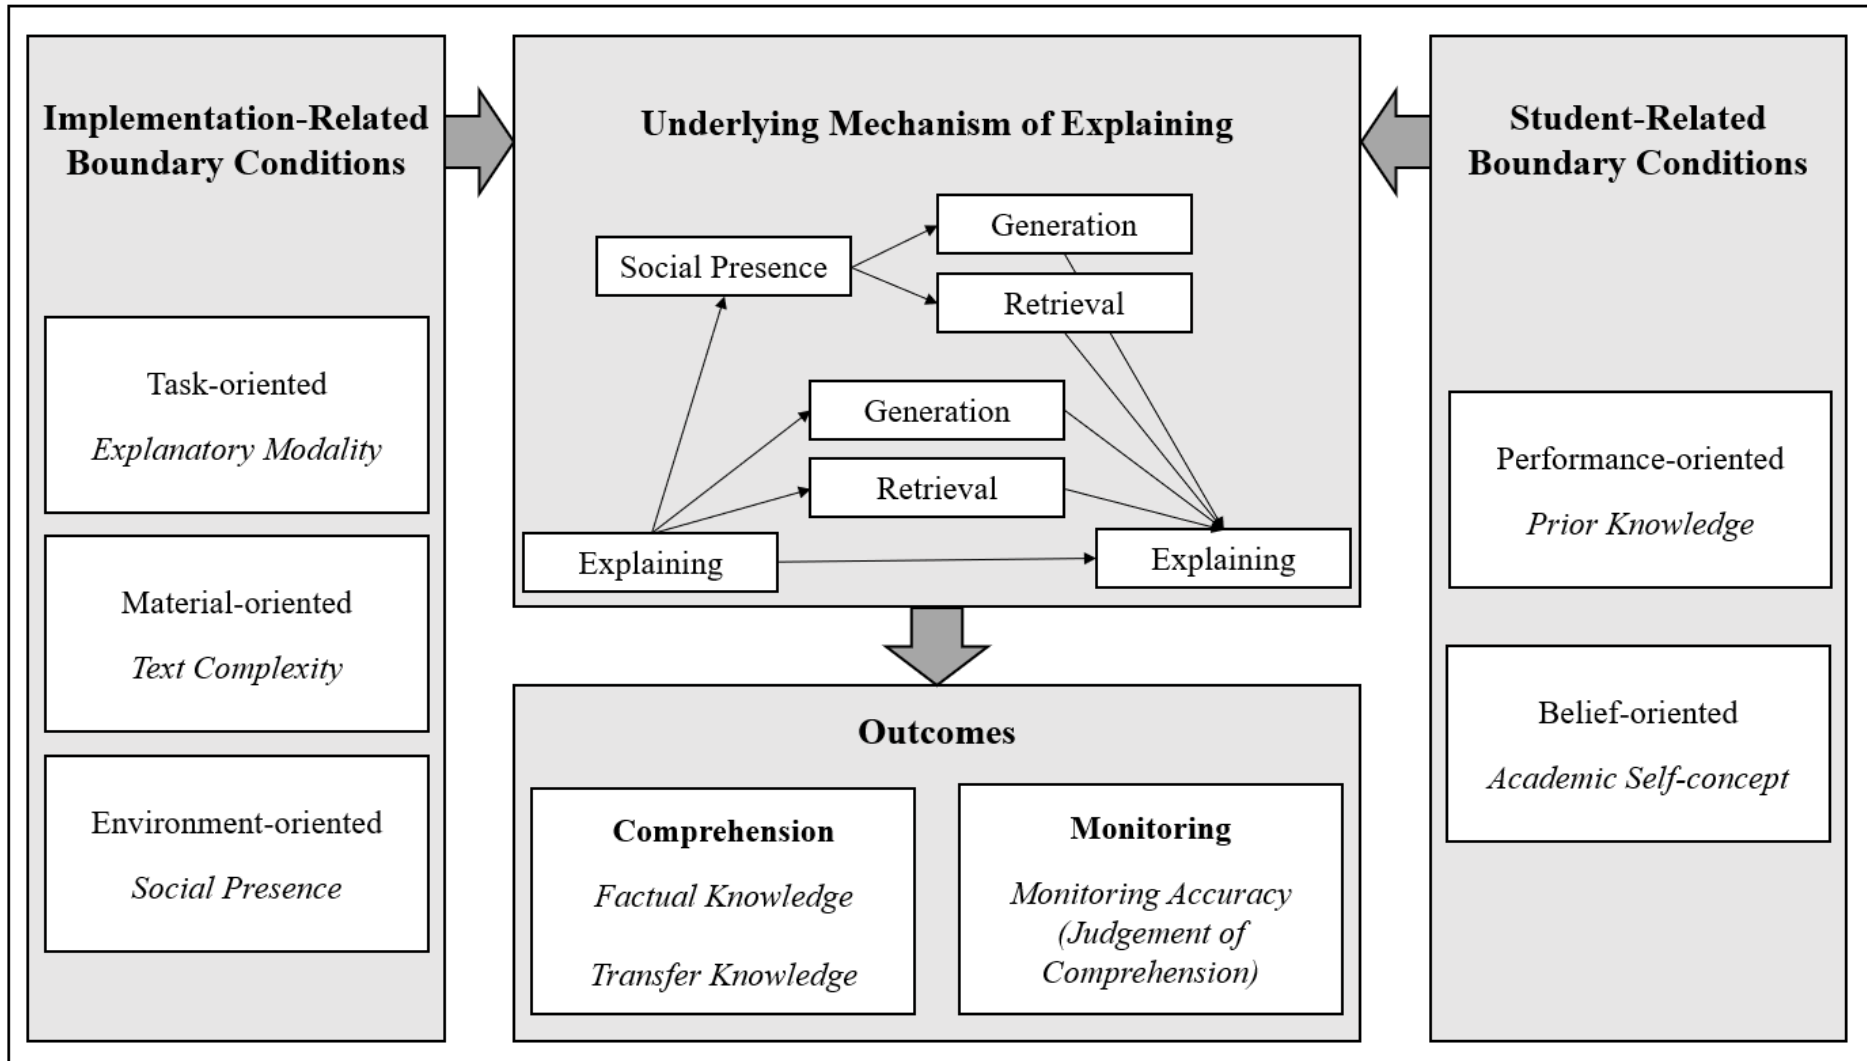 Implementation-Related
Boundary Conditions
Task-oriented
Explanatory Modality
Material-oriented
Text Complexity
Environment-oriented
Social Presence
Underlying Mechanism of Explaining
Generation
Social Presence
Retrieval
Generation
Retrieval
Explaining
Explaining
Outcomes
Comprehension
Factual Knowledge
Transfer Knowledge
Monitoring
Monitoring Accuracy
(Judgement of
Comprehension)
Student-Related
Boundary Conditions
Performance-oriented
Prior Knowledge
Belief-oriented
Academic Self-concept